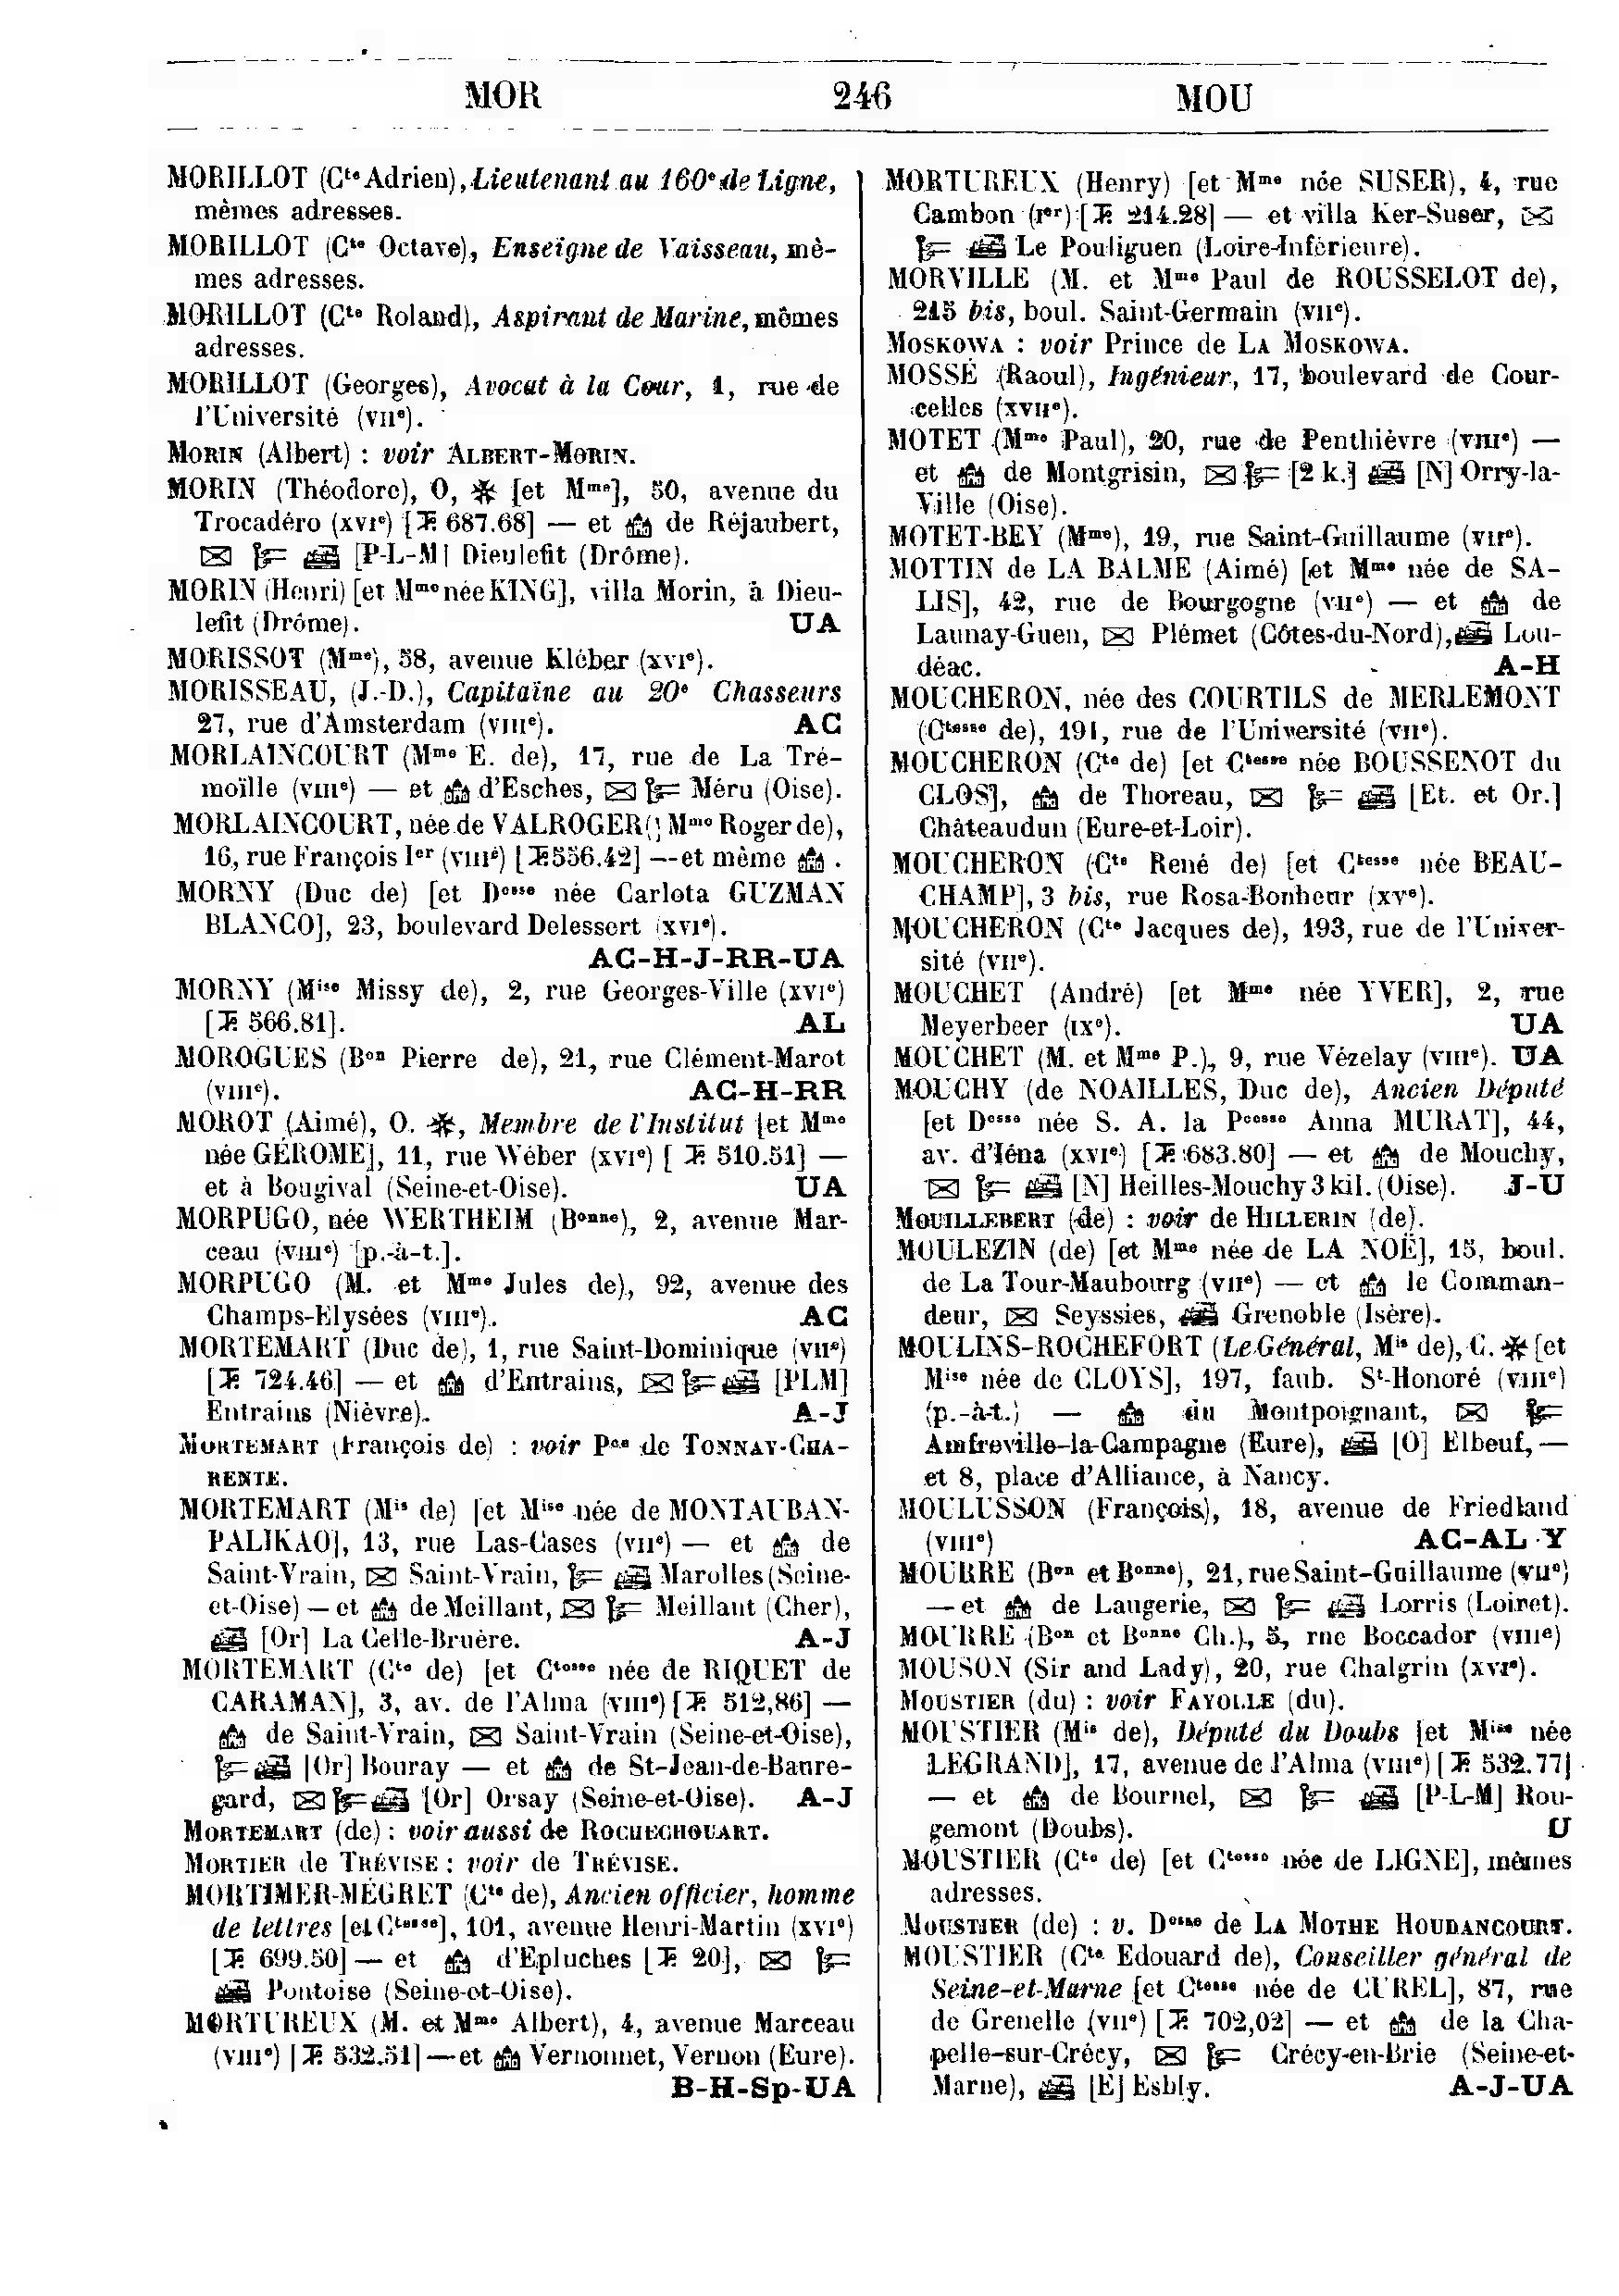 MOR 246 MOU
MORILLOT (Cte Adrien), Lieutenant au 160e de Ligne,
mêmes adresses.
MORILLOT (Cte Octave), Enseigne de Vaisseau, mê-
mes adresses.
MORILLOT (Cte Roland), Aspirant de Marine, mêmes
adresses.
MORILLOT (Georges), Avocat à la Cour, 1, rue de
l'Université (VIIe).
MORIN (Albert) : voir ALBERT-MORIN.
MORIN (Théodore), O, ✻ [et Mme], 50, avenue du
Trocadéro (XVIe) [T. 687.68] — et de Réjaubert,
[P-L-M] Dieulefit (Drôme).
MORIN (Henri) [et Mme née KING], villa Morin, à Dieu-
lefit (Drôme). UA
MORISSOT (Mme), 58, avenue Kléber (XVIe).
MORISSEAU, (J.-D.), Capitaine au 20e Chasseurs
27, rue d'Amsterdam (VIIIe). AC
MORLAINCOURT (Mme E. de), 17, rue de La Tré-
moïlle (VIIIe) — et d'Esches, ✉ Méru (Oise).
MORLAINCOURT, née de VALROGER (Mme Roger de),
16, rue François Ier (VIIIe) [T. 556.42] — et même .
MORNY (Duc de) [et Desse née Carlota GUZMAN
BLANCO], 23, boulevard Delessert (XVIe).
AC-H-J-RR-UA
MORNY (Mise Missy de), 2, rue Georges-Ville (XVIe)
[T. 566.81]. AL
MOROGUES (Bon Pierre de), 21, rue Clément-Marot
(VIIIe). AC-H-RR
MOROT (Aimé), O. ✻, Membre de l'Institut [et Mme
née GÉROME], 11, rue Wéber (XVIe) [T. 510.51] —
et à Bougival (Seine-et-Oise). UA
MORPUGO, née WERTHEIM (Bonne), 2, avenue Mar-
ceau (VIIIe) [p.-à-t.].
MORPUGO (M. et Mme Jules de), 92, avenue des
Champs-Elysées (VIIIe). AC
MORTEMART (Duc de), 1, rue Saint-Dominique (VIIe)
[T. 724.46] — et d'Entrains, ✉ [PLM]
Entrains (Nièvre). A-J
MORTEMART (François de) : voir Pce de TONNAY-CHA-
RENTE.
MORTEMART (Mis de) [et Mise née de MONTAUBAN-
PALIKAO], 13, rue Las-Cases (VIIe) — et de
Saint-Vrain, ✉ Saint-Vrain, Marolles (Seine-
et-Oise) — et de Meillant, ✉ Meillant (Cher),
[Or] La Celle-Bruère. A-J
MORTEMART (Cte de) [et Ctesse née de RIQUET de
CARAMAN], 3, av. de l'Alma (VIIIe) [T. 512,86] —
de Saint-Vrain, ✉ Saint-Vrain (Seine-et-Oise),
[Or] Bouray — et de St-Jean-de-Baure-
gard, ✉ [Or] Orsay (Seine-et-Oise). A-J
MORTEMART (de) : voir aussi de ROCHECHOUART.
MORTIER de TRÉVISE : voir de TRÉVISE.
MORTIMER-MÉGRET (Cte de), Ancien officier, homme
de lettres [et Ctesse], 101, avenue Henri-Martin (XVIe)
[T. 699.50] — et d'Epluches [T. 20], ✉
Pontoise (Seine-et-Oise).
MORTUREUX (M. et Mme Albert), 4, avenue Marceau
(VIIIe) [T. 532.51] — et Vernonnet, Vernon (Eure).
B-H-Sp-UA
MORTUREUX (Henry) [et Mme née SUSER), 4, rue
Cambon (Ier) [T. 214.28] — et villa Ker-Suser, ✉
Le Pouliguen (Loire-Inférieure).
MORVILLE (M. et Mme Paul de ROUSSELOT de),
215 bis, boul. Saint-Germain (VIIe).
MOSKOWA : voir Prince de LA MOSKOWA.
MOSSÉ (Raoul), Ingénieur, 17, boulevard de Cour-
celles (XVIIe).
MOTET (Mme Paul), 20, rue de Penthièvre (VIIIe) —
et de Montgrisin, ✉ [2 k.] [N] Orry-la-
Ville (Oise).
MOTET-BEY (Mme), 19, rue Saint-Guillaume (VIIe).
MOTTIN de LA BALME (Aimé) [et Mme née de SA-
LIS], 42, rue de Bourgogne (VIIe) — et de
Launay-Guen, ✉ Plémet (Côtes-du-Nord), Lou-
déac. A-H
MOUCHERON, née des COURTILS de MERLEMONT
(Ctesse de), 191, rue de l'Université (VIIe).
MOUCHERON (Cte de) [et Ctesse née BOUSSENOT du
CLOS], de Thoreau, ✉ [Et. et Or.]
Châteaudun (Eure-et-Loir).
MOUCHERON (Cte René de) [et Ctesse née BEAU-
CHAMP], 3 bis, rue Rosa-Bonheur (XVe).
MOUCHERON (Cte Jacques de), 193, rue de l'Univer-
sité (VIIe).
MOUCHET (André) [et Mme née YVER], 2, rue
Meyerbeer (IXe). UA
MOUCHET (M. et Mme P.), 9, rue Vézelay (VIIIe). UA
MOUCHY (de NOAILLES, Duc de), Ancien Député
[et Desse née S. A. la Pcesse Anna MURAT], 44,
av. d'Iéna (XVIe) [T. 683.80] — et de Mouchy,
✉ [N] Heilles-Mouchy 3 kil. (Oise). J-U
MOUILLEBERT (de) : voir de HILLERIN (de).
MOULEZIN (de) [et Mme née de LA NOË], 15, boul.
de La Tour-Maubourg (VIIe) — et le Comman-
deur, ✉ Seyssies, Grenoble (Isère).
MOULINS-ROCHEFORT (Le Général, Mis de), C. ✻ [et
Mise née de CLOYS], 197, faub. St-Honoré (VIIIe)
(p.-à-t.) — du Montpoignant, ✉
Amfreville-la-Campagne (Eure), [O] Elbeuf, —
et 8, place d'Alliance, à Nancy.
MOULUSSON (François), 18, avenue de Friedland
(VIIIe) AC-AL-Y
MOURRE (Bon et Bonne), 21, rue Saint-Guillaume (VIIe)
— et de Langerie, ✉ Lorris (Loiret).
MOURRE (Bon et Bonne Ch.), 5, rue Boccador (VIIIe)
MOUSON (Sir and Lady), 20, rue Chalgrin (XVIe).
MOUSTIER (du) : voir FAYOLLE (du).
MOUSTIER (Mis de), Député du Doubs [et Mise née
LEGRAND], 17, avenue de l'Alma (VIIIe) [T. 532.77]
— et de Bournel, ✉ [P-L-M] Rou-
gemont (Doubs). U
MOUSTIER (Cte de) [et Ctesse née de LIGNE], mêmes
adresses.
MOUSTIER (de) : v. Desse de LA MOTHE HOUDANCOURT.
MOUSTIER (Cte Edouard de), Conseiller général de
Seine-et-Marne [et Ctesse née de CUREL], 87, rue
de Grenelle (VIIe) [T. 702,02] — et de la Cha-
pelle-sur-Crécy, ✉ Crécy-en-Brie (Seine-et-
Marne), [E] Esbly. A-J-UA